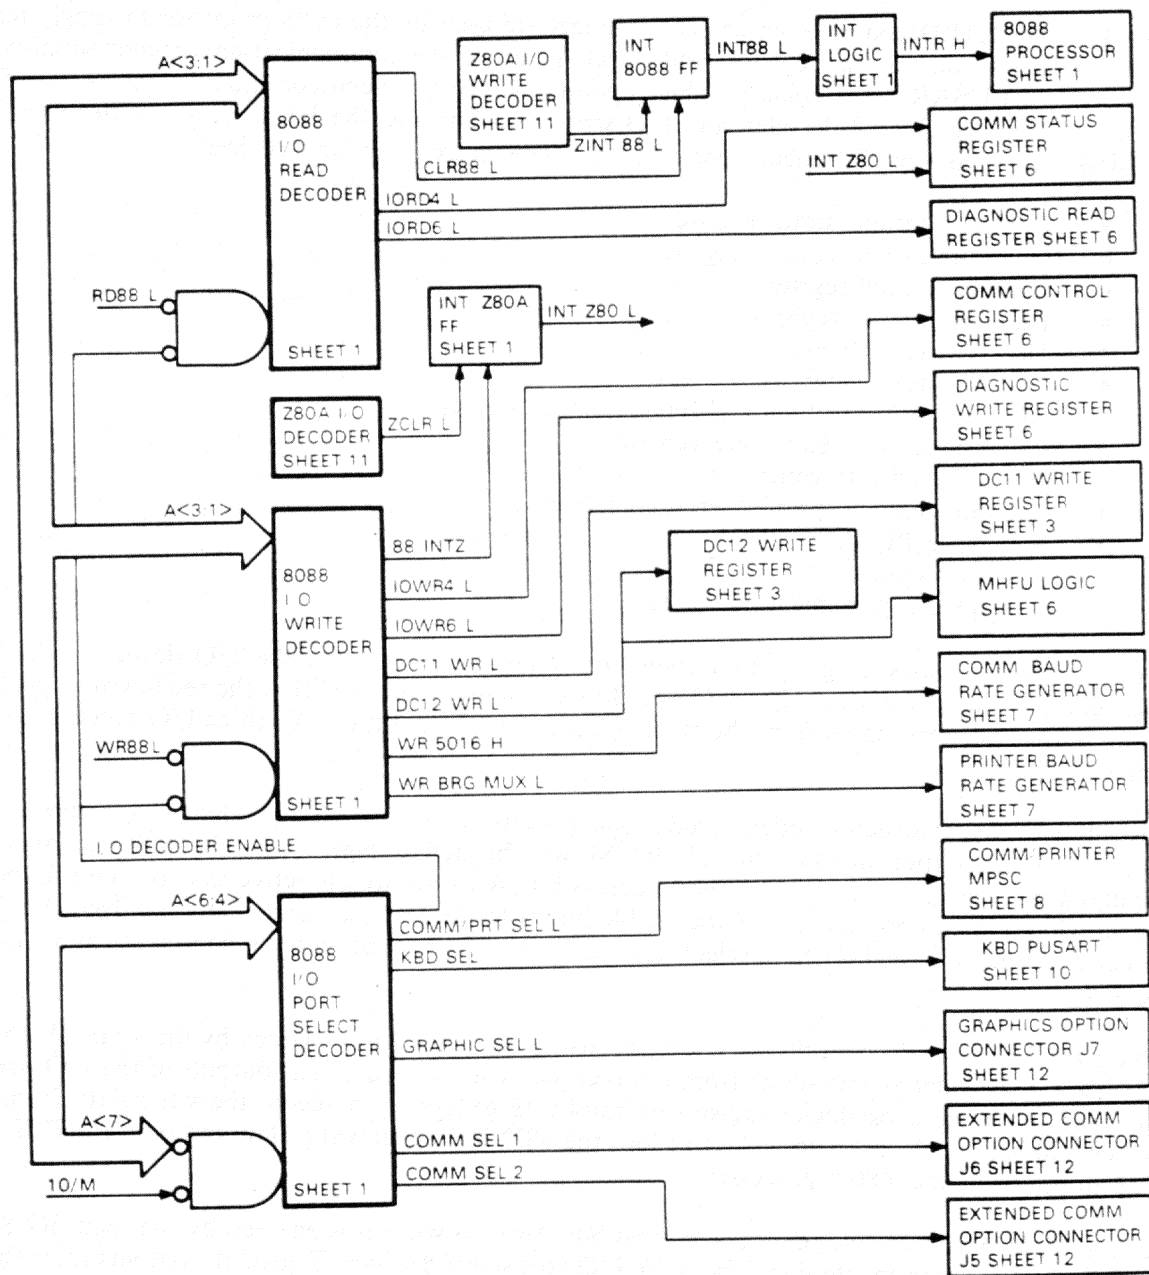 A<3:1>
8088
I/O
READ
DECODER
SHEET 1
RD88 L
Z80A I/O
WRITE
DECODER
SHEET 11
INT
8088 FF
INT88 L
INT
LOGIC
SHEET 1
INTR H
8088
PROCESSOR
SHEET 1
ZINT 88 L
CLR88 L
COMM STATUS
REGISTER
SHEET 6
INT Z80 L
IORD4 L
IORD6 L
DIAGNOSTIC READ
REGISTER SHEET 6
INT Z80A
FF
SHEET 1
INT Z80 L
COMM CONTROL
REGISTER
SHEET 6
Z80A I/O
DECODER
SHEET 11
ZCLR L
DIAGNOSTIC
WRITE REGISTER
SHEET 6
A<3:1>
8088
I/O
WRITE
DECODER
SHEET 1
WR88L
88 INTZ
IOWR4 L
IOWR6 L
DC11 WR L
DC12 WR L
WR 5016 H
WR BRG MUX L
DC11 WRITE
REGISTER
SHEET 3
DC12 WRITE
REGISTER
SHEET 3
MHFU LOGIC
SHEET 6
COMM BAUD
RATE GENERATOR
SHEET 7
PRINTER BAUD
RATE GENERATOR
SHEET 7
I.O DECODER ENABLE
A<6:4>
8088
I/O
PORT
SELECT
DECODER
SHEET 1
A<7>
10/M
COMM/PRT SEL L
KBD SEL
GRAPHIC SEL L
COMM SEL 1
COMM SEL 2
COMM/PRINTER
MPSC
SHEET 8
KBD PUSART
SHEET 10
GRAPHICS OPTION
CONNECTOR J7
SHEET 12
EXTENDED COMM
OPTION CONNECTOR
J6 SHEET 12
EXTENDED COMM
OPTION CONNECTOR
J5 SHEET 12